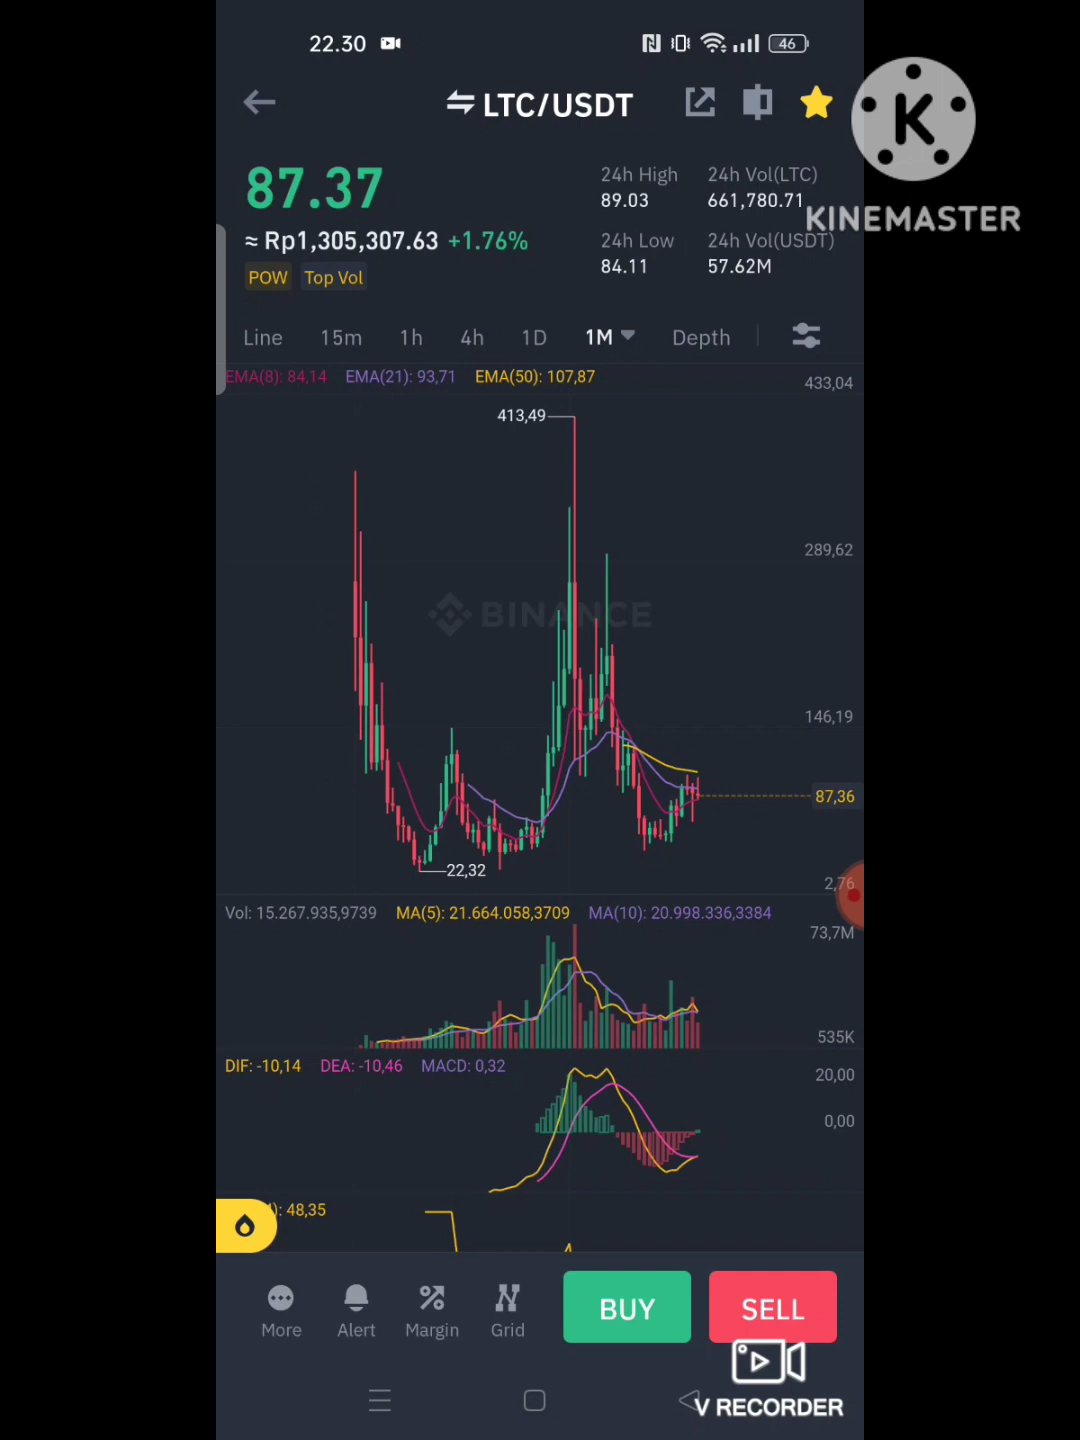 22.30
46
LTC/USDT
K
KINEMASTER
87.37
≈ Rp1,305,307.63 +1.76%
POW Top Vol
24h High
89.03
24h Vol(LTC)
661,780.71
24h Low
84.11
24h Vol(USDT)
57.62M
Line 15m 1h 4h 1D 1M Depth
EMA(8): 84,14 EMA(21): 93,71 EMA(50): 107,87
433,04
413,49
289,62
BINANCE
146,19
87,36
22,32
2,76
Vol: 15.267.935,9739 MA(5): 21.664.058,3709 MA(10): 20.998.336,3384
73,7M
535K
DIF: -10,14 DEA: -10,46 MACD: 0,32
20,00
0,00
): 48,35
More Alert Margin Grid
BUY SELL
V RECORDER